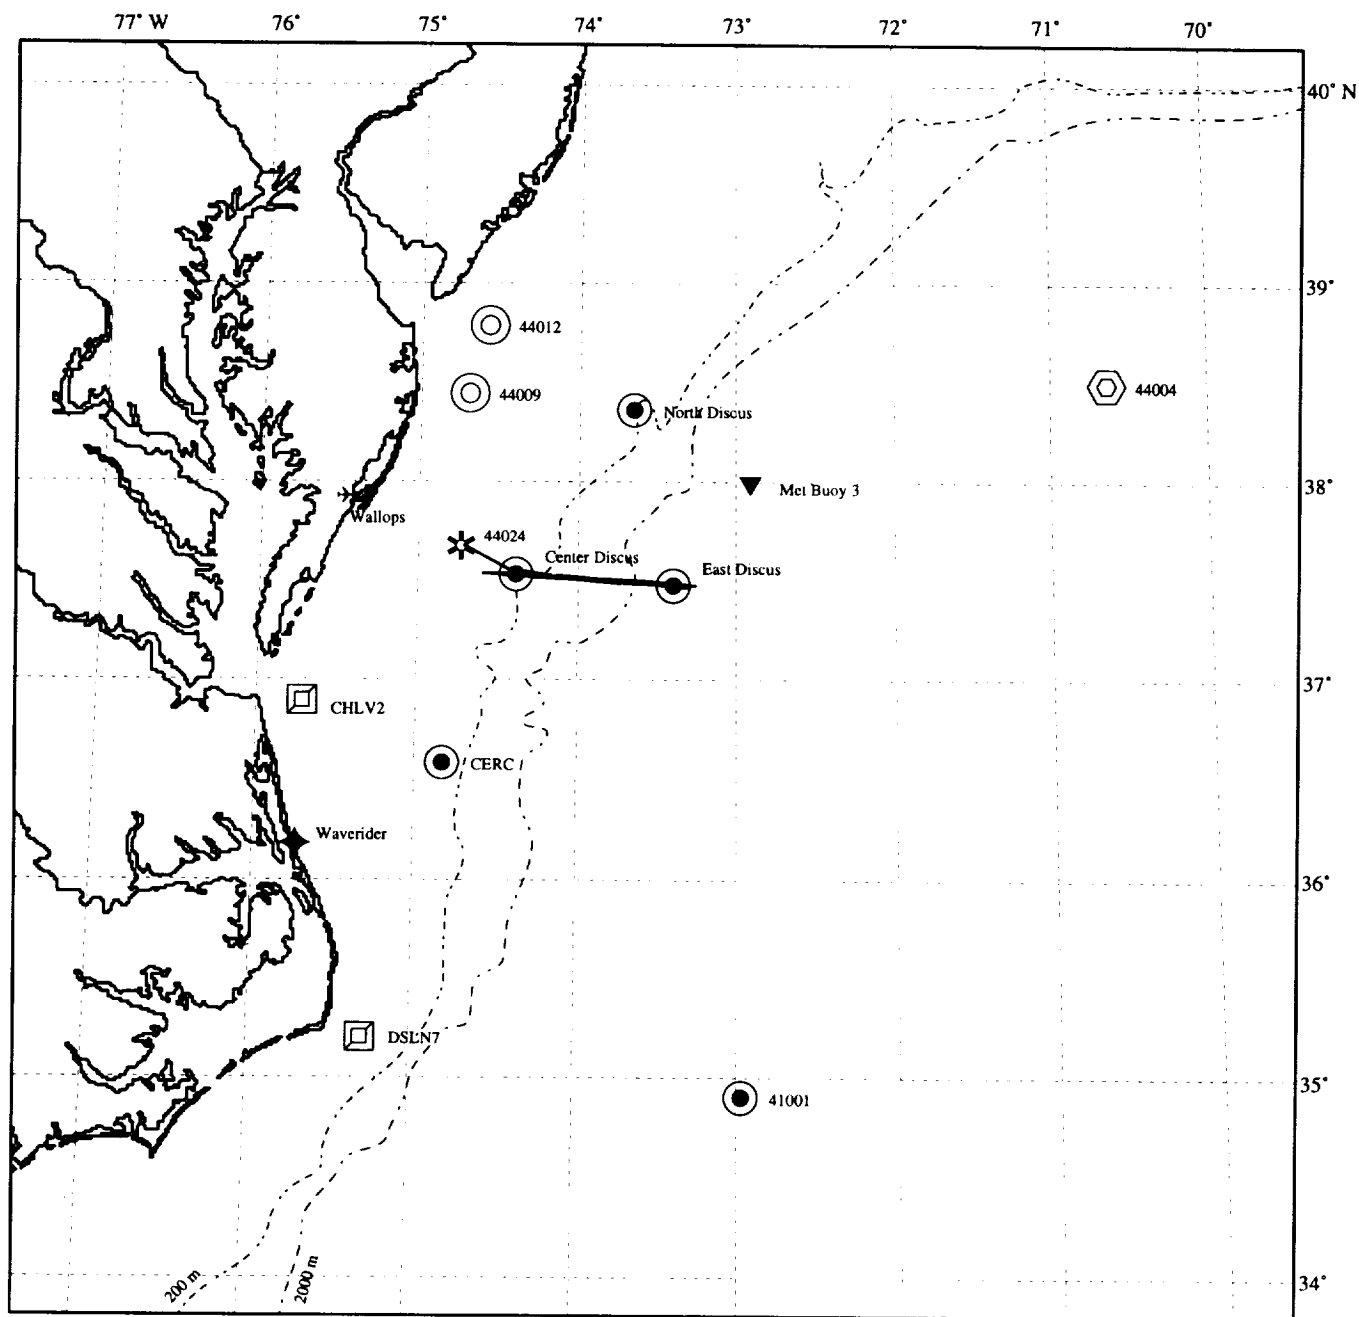 77° W 76° 75° 74° 73° 72° 71° 70°
40° N
39°
44012
44009
44004
North Discus
38°
Met Buoy 3
Wallops
44024
Center Discus
East Discus
37°
CHLV2
CERC
Waverider
36°
DSLN7
35°
41001
200 m
2000 m
34°